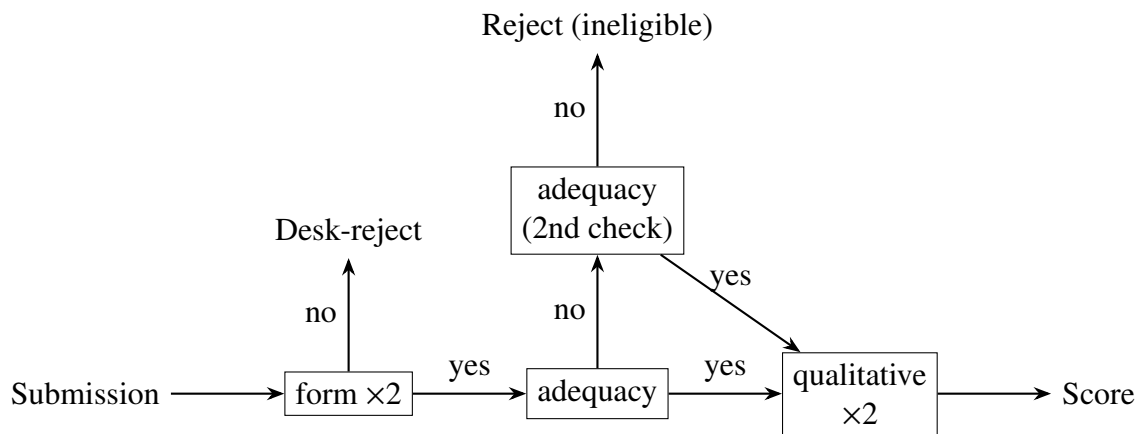 Reject (ineligible)
no
adequacy
(2nd check)
Desk-reject
yes
no
no
Submission
form ×2
yes
adequacy
yes
qualitative
×2
Score